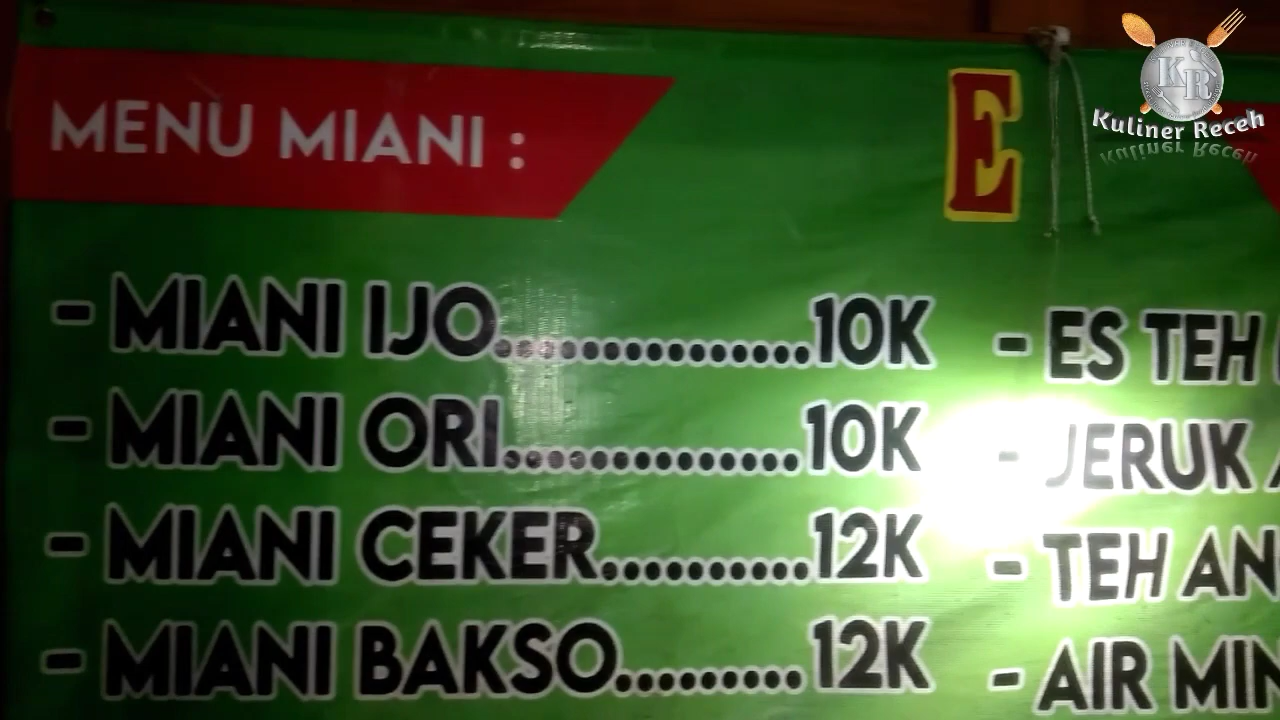 MENU MIANI :
- MIANI IJO...............10K
- MIANI ORI..............10K
- MIANI CEKER..........12K
- MIANI BAKSO.........12K
E
- ES TEH
- JERUK
- TEH
- AIR
KR
Kuliner Receh